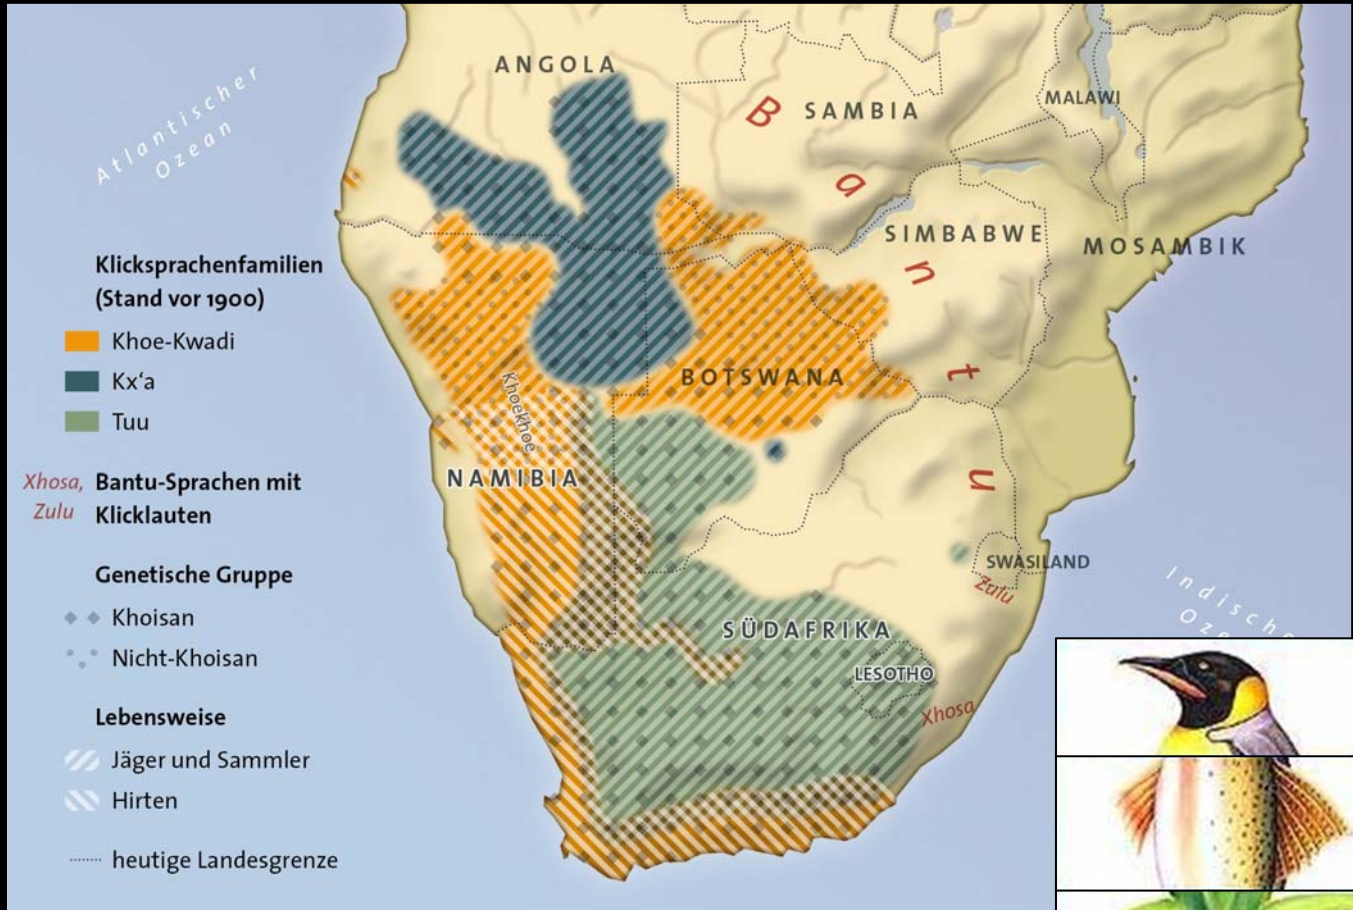 ANGOLA
SAMBIA
MALAWI
Atlantischer
Ozean
Bantu
SIMBABWE
MOSAMBIK
Klicksprachenfamilien
(Stand vor 1900)
Khoe-Kwadi
Kx‘a
Tuu
BOTSWANA
Khoekhoe
NAMIBIA
Xhosa, Zulu
Bantu-Sprachen mit
Klicklauten
SWASILAND
Zulu
Indische
Genetische Gruppe
Khoisan
Nicht-Khoisan
SÜDAFRIKA
LESOTHO
Xhosa
Lebensweise
Jäger und Sammler
Hirten
heutige Landesgrenze